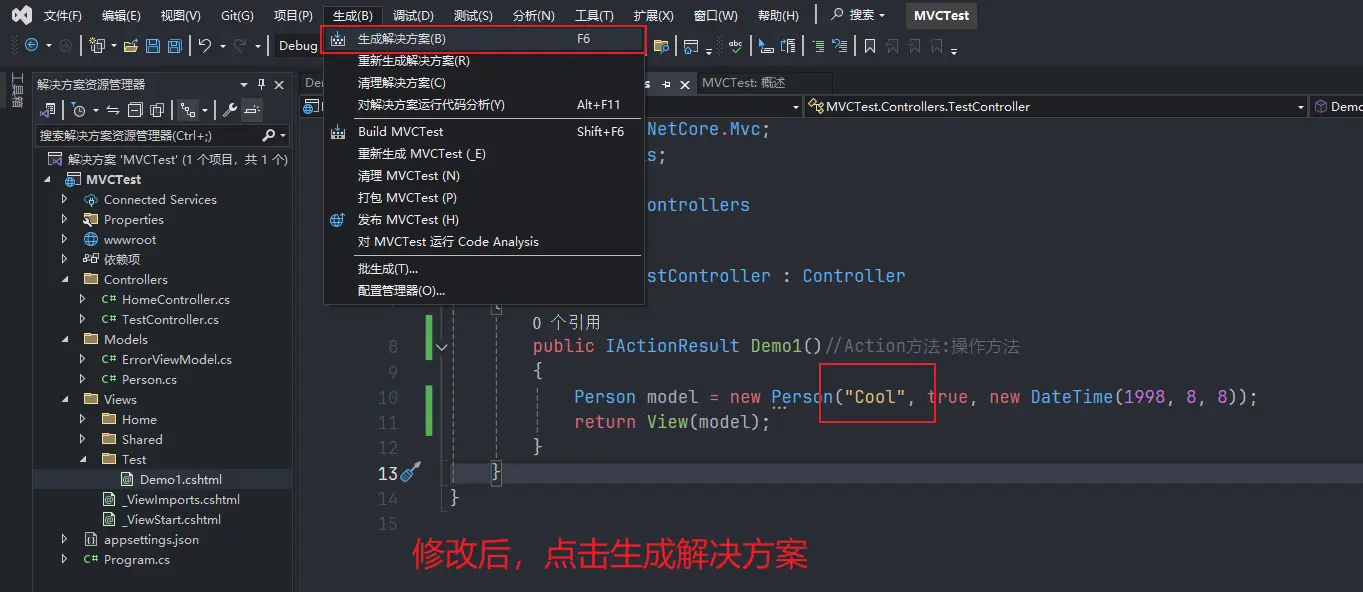 文件(F) 编辑(E) 视图(V) Git(G) 项目(P) 生成(B) 调试(D) 测试(S) 分析(N) 工具(T) 扩展(X) 窗口(W) 帮助(H) 搜索 MVCTest
Debug
生成解决方案(B) F6
重新生成解决方案(R)
清理解决方案(C)
对解决方案运行代码分析(Y) Alt+F11
Build MVCTest Shift+F6
重新生成 MVCTest (_E)
清理 MVCTest (N)
打包 MVCTest (P)
发布 MVCTest (H)
对 MVCTest 运行 Code Analysis
批生成(T)...
配置管理器(O)...
工具箱
解决方案资源管理器
搜索解决方案资源管理器(Ctrl+;)
解决方案 'MVCTest' (1 个项目，共 1 个)
MVCTest
Connected Services
Properties
wwwroot
依赖项
Controllers
C# HomeController.cs
C# TestController.cs
Models
C# ErrorViewModel.cs
C# Person.cs
Views
Home
Shared
Test
Demo1.cshtml
_ViewImports.cshtml
_ViewStart.cshtml
appsettings.json
C# Program.cs
De
s MVCTest: 概述
MVCTest.Controllers.TestController Demo
NetCore.Mvc;
s;
ontrollers
stController : Controller
{
0 个引用
8 public IActionResult Demo1()//Action方法:操作方法
9 {
10 Person model = new Person("Cool", true, new DateTime(1998, 8, 8));
11 return View(model);
12 }
13 }
14 }
15
修改后，点击生成解决方案